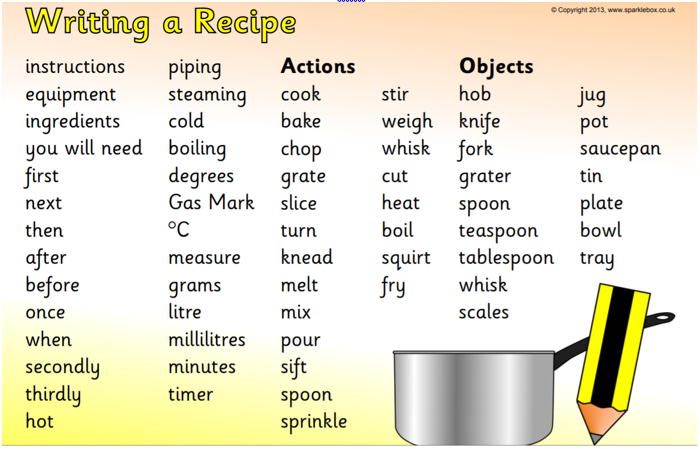 Writing a Recipe
© Copyright 2013, www.sparklebox.co.uk
instructions
equipment
ingredients
you will need
first
next
then
after
before
once
when
secondly
thirdly
hot
piping
steaming
cold
boiling
degrees
Gas Mark
°C
measure
grams
litre
millilitres
minutes
timer
Actions
cook
bake
chop
grate
slice
turn
knead
melt
mix
pour
sift
spoon
sprinkle
stir
weigh
whisk
cut
heat
boil
squirt
fry
Objects
hob
knife
fork
grater
spoon
teaspoon
tablespoon
whisk
scales
jug
pot
saucepan
tin
plate
bowl
tray